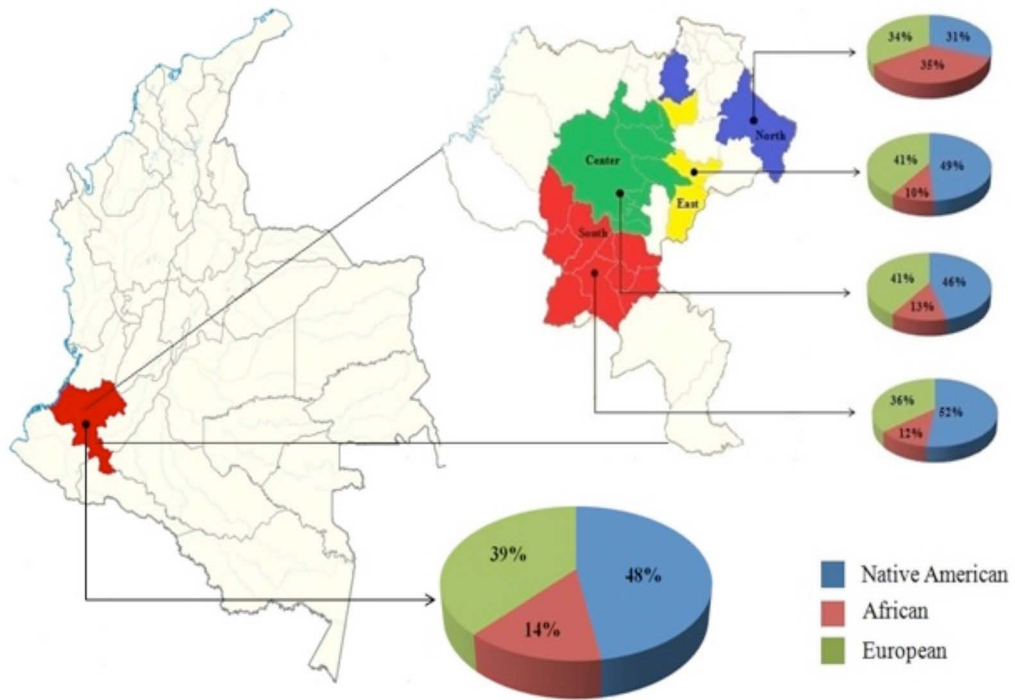 34%
31%
35%
North
41%
49%
10%
Center
East
South
41%
46%
13%
36%
52%
12%
39%
48%
14%
Native American
African
European